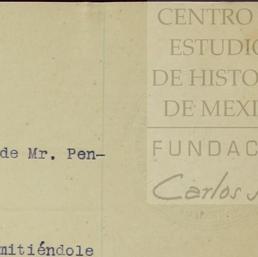 CENTRO
ESTUDIO
DE HISTO
DE MEXI
FUNDAC
Carlos
de Mr. Pen-
mitiéndole